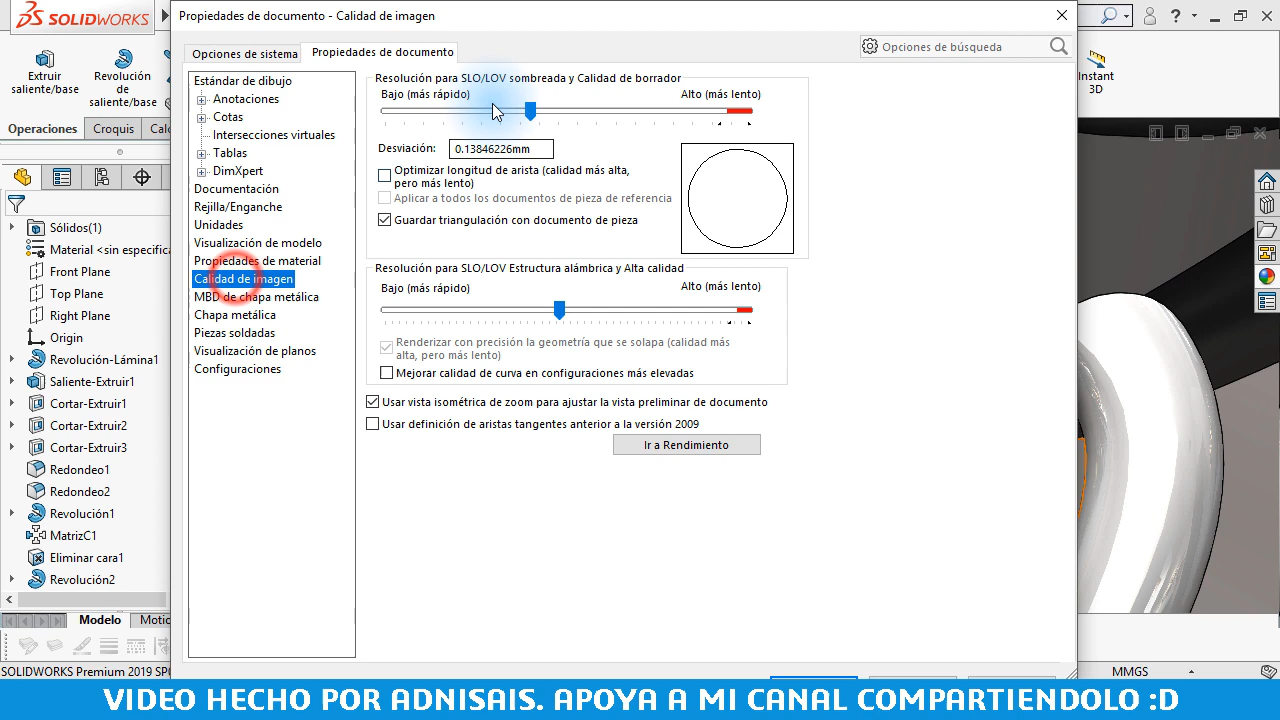 SOLIDWORKS
Propiedades de documento - Calidad de imagen
Opciones de sistema
Propiedades de documento
Opciones de búsqueda
Extruir
saliente/base
Revolución
de
saliente/base
Instant
3D
Operaciones
Croquis
Estándar de dibujo
Anotaciones
Cotas
Intersecciones virtuales
Tablas
DimXpert
Documentación
Rejilla/Enganche
Unidades
Visualización de modelo
Propiedades de material
Calidad de imagen
MBD de chapa metálica
Chapa metálica
Piezas soldadas
Visualización de planos
Configuraciones
Resolución para SLO/LOV sombreada y Calidad de borrador
Bajo (más rápido)
Alto (más lento)
Desviación:
0.13846226mm
Optimizar longitud de arista (calidad más alta,
pero más lento)
Aplicar a todos los documentos de pieza de referencia
Guardar triangulación con documento de pieza
Resolución para SLO/LOV Estructura alámbrica y Alta calidad
Bajo (más rápido)
Alto (más lento)
Renderizar con precisión la geometría que se solapa (calidad más
alta, pero más lento)
Mejorar calidad de curva en configuraciones más elevadas
Usar vista isométrica de zoom para ajustar la vista preliminar de documento
Usar definición de aristas tangentes anterior a la versión 2009
Ir a Rendimiento
Sólidos(1)
Material <sin especifica
Front Plane
Top Plane
Right Plane
Origin
Revolución-Lámina1
Saliente-Extruir1
Cortar-Extruir1
Cortar-Extruir2
Cortar-Extruir3
Redondeo1
Redondeo2
Revolución1
MatrizC1
Eliminar cara1
Revolución2
Modelo
Motio
SOLIDWORKS Premium 2019 SP
MMGS
VIDEO HECHO POR ADNISAIS. APOYA A MI CANAL COMPARTIENDOLO :D